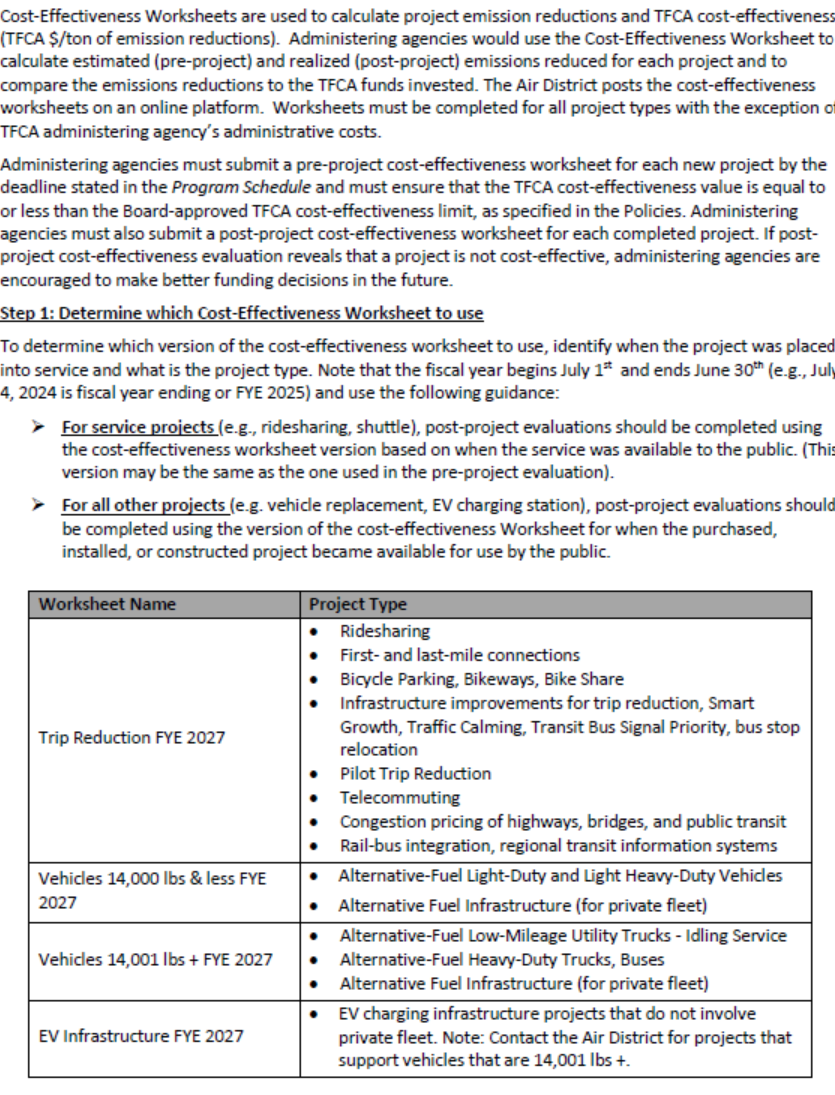 Cost-Effectiveness Worksheets are used to calculate project emission reductions and TFCA cost-effectiveness
(TFCA $/ton of emission reductions).  Administering agencies would use the Cost-Effectiveness Worksheet to
calculate estimated (pre-project) and realized (post-project) emissions reduced for each project and to
compare the emissions reductions to the TFCA funds invested. The Air District posts the cost-effectiveness
worksheets on an online platform.  Worksheets must be completed for all project types with the exception of
TFCA administering agency's administrative costs.
Administering agencies must submit a pre-project cost-effectiveness worksheet for each new project by the
deadline stated in the Program Schedule and must ensure that the TFCA cost-effectiveness value is equal to
or less than the Board-approved TFCA cost-effectiveness limit, as specified in the Policies. Administering
agencies must also submit a post-project cost-effectiveness worksheet for each completed project. If post-
project cost-effectiveness evaluation reveals that a project is not cost-effective, administering agencies are
encouraged to make better funding decisions in the future.
Step 1: Determine which Cost-Effectiveness Worksheet to use
To determine which version of the cost-effectiveness worksheet to use, identify when the project was placed
into service and what is the project type. Note that the fiscal year begins July 1st and ends June 30th (e.g., July
4, 2024 is fiscal year ending or FYE 2025) and use the following guidance:
➤ For service projects (e.g., ridesharing, shuttle), post-project evaluations should be completed using
the cost-effectiveness worksheet version based on when the service was available to the public. (This
version may be the same as the one used in the pre-project evaluation).
➤ For all other projects (e.g. vehicle replacement, EV charging station), post-project evaluations should
be completed using the version of the cost-effectiveness Worksheet for when the purchased,
installed, or constructed project became available for use by the public.
Worksheet Name
Project Type
Trip Reduction FYE 2027
• Ridesharing
• First- and last-mile connections
• Bicycle Parking, Bikeways, Bike Share
• Infrastructure improvements for trip reduction, Smart
Growth, Traffic Calming, Transit Bus Signal Priority, bus stop
relocation
• Pilot Trip Reduction
• Telecommuting
• Congestion pricing of highways, bridges, and public transit
• Rail-bus integration, regional transit information systems
Vehicles 14,000 lbs & less FYE
2027
• Alternative-Fuel Light-Duty and Light Heavy-Duty Vehicles
• Alternative Fuel Infrastructure (for private fleet)
Vehicles 14,001 lbs + FYE 2027
• Alternative-Fuel Low-Mileage Utility Trucks - Idling Service
• Alternative-Fuel Heavy-Duty Trucks, Buses
• Alternative Fuel Infrastructure (for private fleet)
EV Infrastructure FYE 2027
• EV charging infrastructure projects that do not involve
private fleet. Note: Contact the Air District for projects that
support vehicles that are 14,001 lbs +.